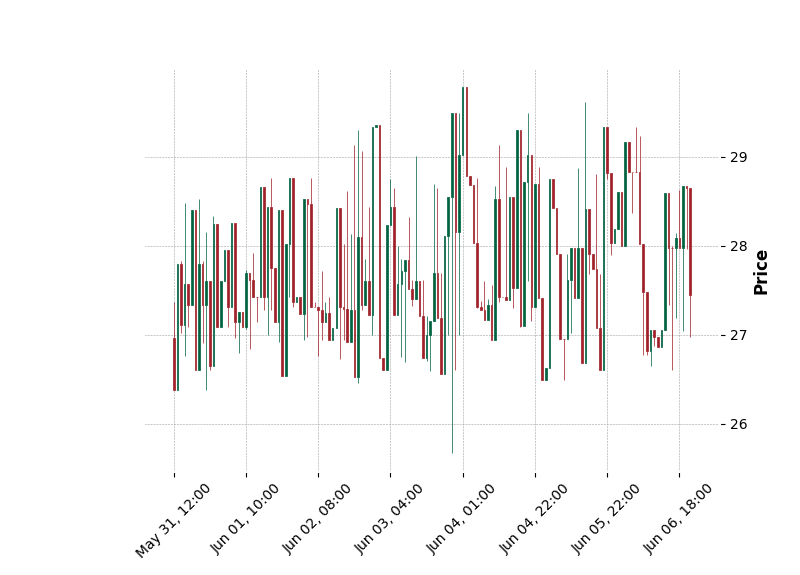 29
28
27
26
Price
May 31, 12:00
Jun 01, 10:00
Jun 02, 08:00
Jun 03, 04:00
Jun 04, 01:00
Jun 04, 22:00
Jun 05, 22:00
Jun 06, 18:00